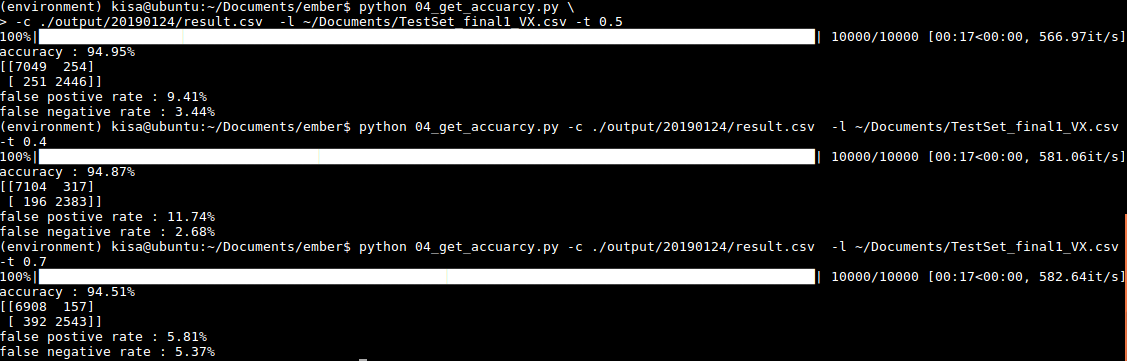 (environment) kisa@ubuntu:~/Documents/ember$ python 04_get_accuarcy.py \
> -c ./output/20190124/result.csv  -l ~/Documents/TestSet_final1_VX.csv -t 0.5
100%|| 10000/10000 [00:17<00:00, 566.97it/s]
accuracy : 94.95%
[[7049  254]
 [ 251 2446]]
false postive rate : 9.41%
false negative rate : 3.44%
(environment) kisa@ubuntu:~/Documents/ember$ python 04_get_accuarcy.py -c ./output/20190124/result.csv  -l ~/Documents/TestSet_final1_VX.csv
-t 0.4
100%|| 10000/10000 [00:17<00:00, 581.06it/s]
accuracy : 94.87%
[[7104  317]
 [ 196 2383]]
false postive rate : 11.74%
false negative rate : 2.68%
(environment) kisa@ubuntu:~/Documents/ember$ python 04_get_accuarcy.py -c ./output/20190124/result.csv  -l ~/Documents/TestSet_final1_VX.csv
-t 0.7
100%|| 10000/10000 [00:17<00:00, 582.64it/s]
accuracy : 94.51%
[[6908  157]
 [ 392 2543]]
false postive rate : 5.81%
false negative rate : 5.37%